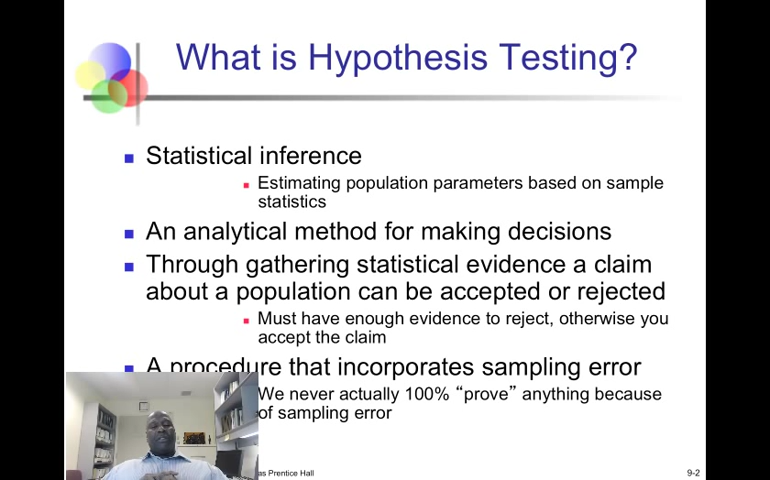 What is Hypothesis Testing?
Statistical inference
Estimating population parameters based on sample
statistics
An analytical method for making decisions
Through gathering statistical evidence a claim
about a population can be accepted or rejected
Must have enough evidence to reject, otherwise you
accept the claim
A procedure that incorporates sampling error
We never actually 100% “prove” anything because
of sampling error
as Prentice Hall
9-2